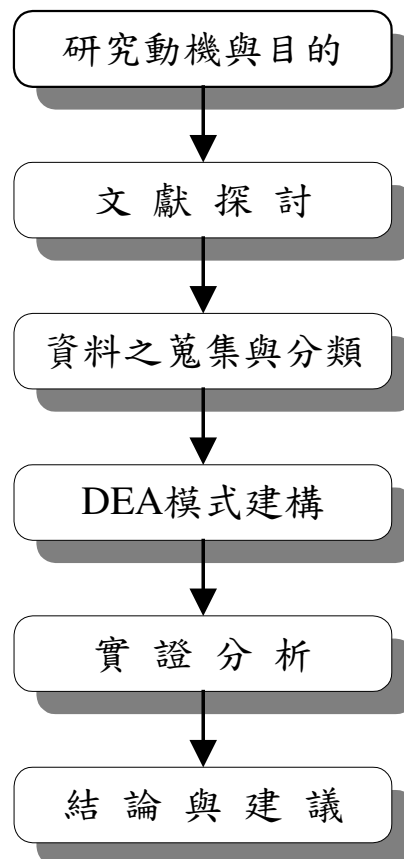 研究動機與目的
文 獻 探 討
資料之蒐集與分類
DEA模式建構
實 證 分 析
結 論 與 建 議